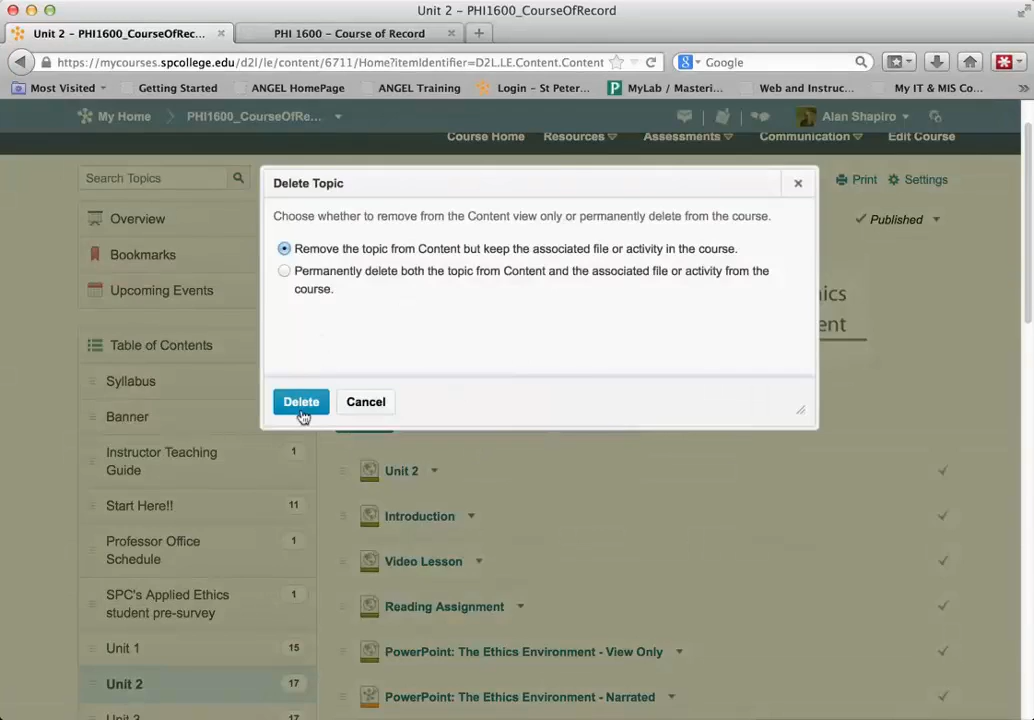 Unit 2 - PHI1600_CourseOfRecord
Unit 2 - PHI1600_CourseOfRec... × PHI 1600 - Course of Record × +
https://mycourses.spcollege.edu/d2l/le/content/6711/Home?itemIdentifier=D2L.LE.Content.Content Google
Most Visited Getting Started ANGEL HomePage ANGEL Training Login - St Peter... MyLab / Masteri... Web and Instruc... My IT & MIS Co... »
My Home PHI1600_CourseOfRe... Alan Shapiro
Course Home Resources Assessments Communication Edit Course
Search Topics
Print Settings
Overview
Published
Bookmarks
Upcoming Events
Table of Contents
Syllabus
Banner
Instructor Teaching 1
Guide
Start Here!! 11
Professor Office 1
Schedule
SPC's Applied Ethics 1
student pre-survey
Unit 1 15
Unit 2 17
Unit 3 17
Delete Topic ×
Choose whether to remove from the Content view only or permanently delete from the course.
Remove the topic from Content but keep the associated file or activity in the course.
Permanently delete both the topic from Content and the associated file or activity from the
course.
Delete Cancel
ics
ent
Unit 2
Introduction
Video Lesson
Reading Assignment
PowerPoint: The Ethics Environment - View Only
PowerPoint: The Ethics Environment - Narrated